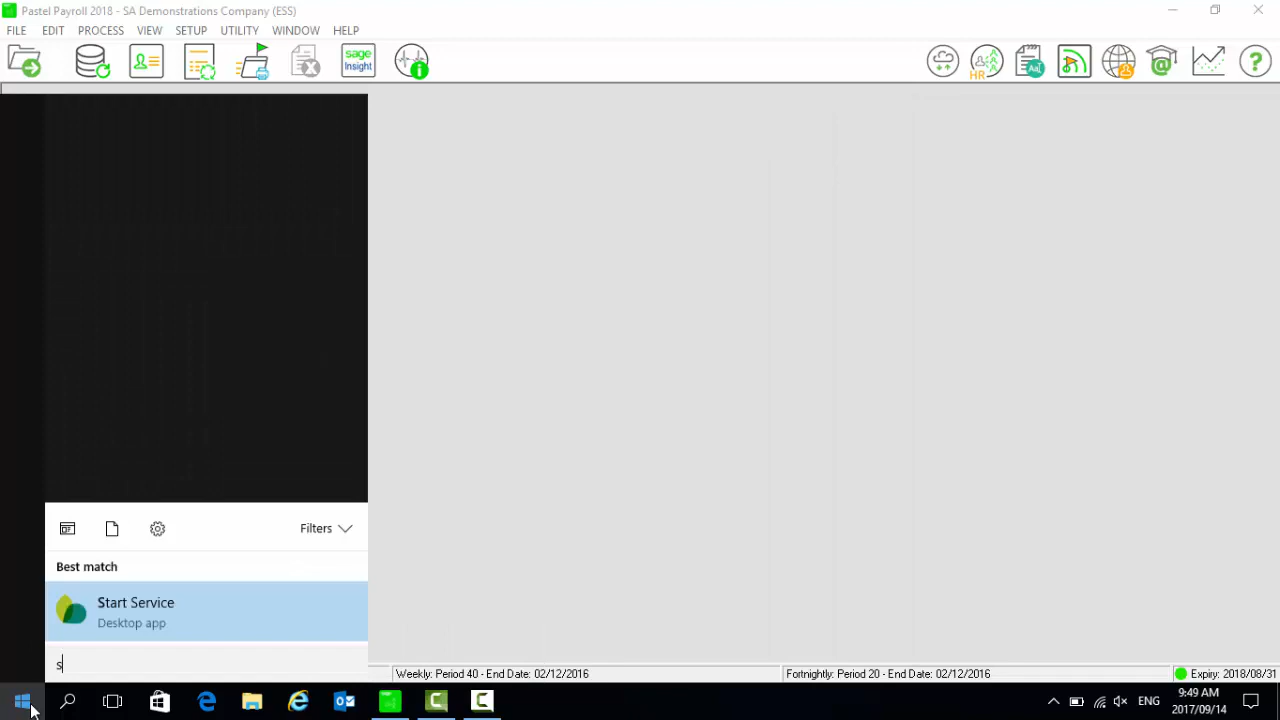 Pastel Payroll 2018 - SA Demonstrations Company (ESS)
FILE EDIT PROCESS VIEW SETUP UTILITY WINDOW HELP
sage
Insight
HR
Aa
Filters
Best match
Start Service
Desktop app
s
Weekly: Period 40 - End Date: 02/12/2016
Fortnightly: Period 20 - End Date: 02/12/2016
Expiry: 2018/08/31
ENG
9:49 AM
2017/09/14